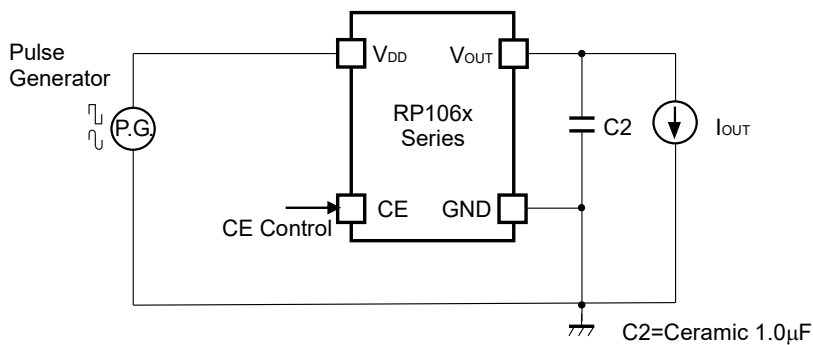 Pulse
Generator
P.G.
VDD
VOUT
RP106x
Series
C2
IOUT
CE
GND
CE Control
C2=Ceramic 1.0μF